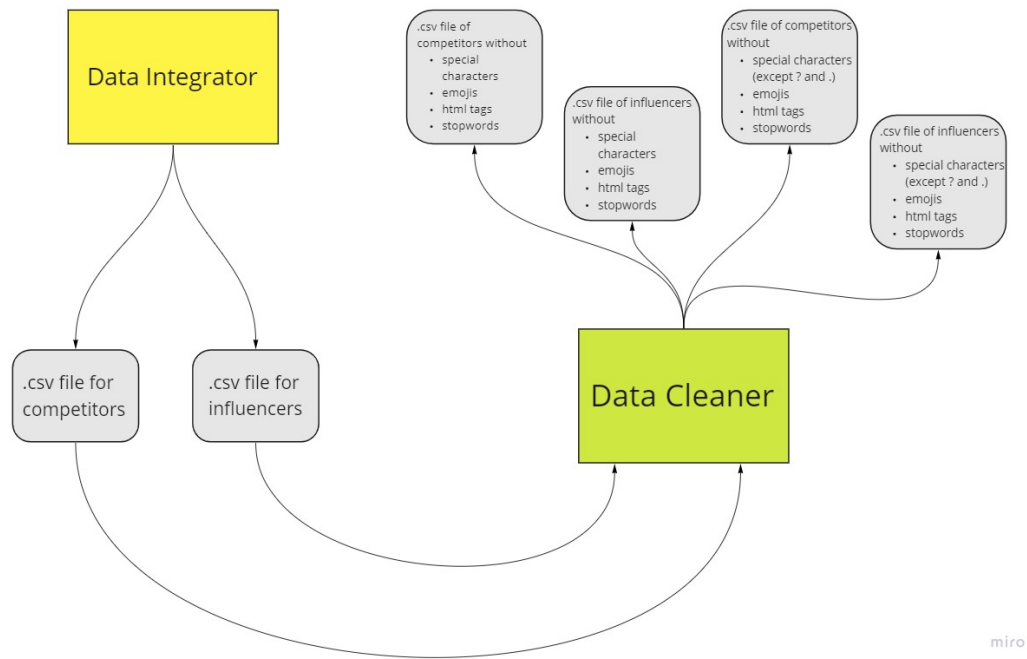 Data Integrator
.csv file of
competitors without
• special
characters
• emojis
• html tags
• stopwords
.csv file of influencers
without
• special
characters
• emojis
• html tags
• stopwords
.csv file of competitors
without
• special characters
(except ? and .)
• emojis
• html tags
• stopwords
.csv file of influencers
without
• special characters
(except ? and .)
• emojis
• html tags
• stopwords
.csv file for
competitors
.csv file for
influencers
Data Cleaner
miro